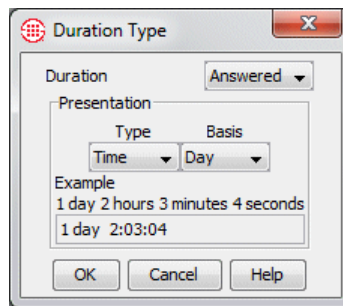 Duration Type
Duration Answered
Presentation
Type Basis
Time Day
Example
1 day 2 hours 3 minutes 4 seconds
1 day 2:03:04
OK Cancel Help